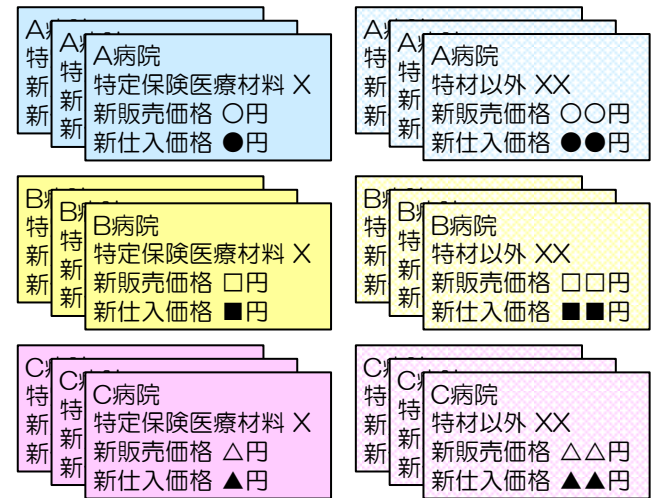 A病院
特定保険医療材料 X
新販売価格 〇円
新仕入価格 ●円
A病院
特材以外 XX
新販売価格 〇〇円
新仕入価格 ●●円
B病院
特定保険医療材料 X
新販売価格 □円
新仕入価格 ■円
B病院
特材以外 XX
新販売価格 □□円
新仕入価格 ■■円
C病院
特定保険医療材料 X
新販売価格 △円
新仕入価格 ▲円
C病院
特材以外 XX
新販売価格 △△円
新仕入価格 ▲▲円